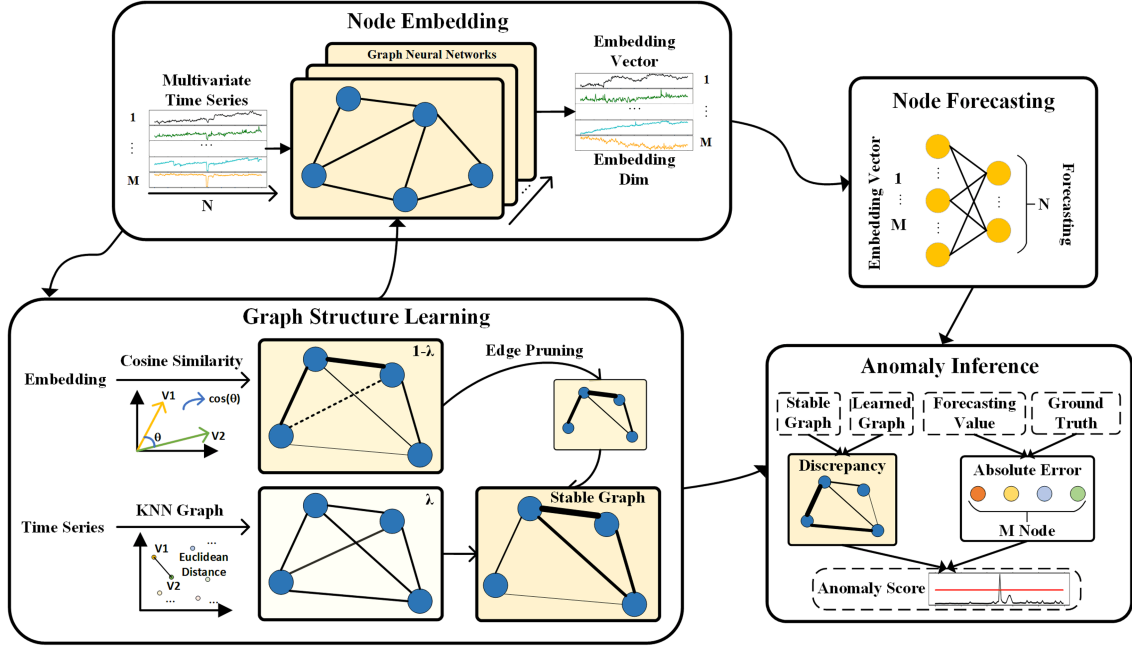 Node Embedding
Multivariate
Time Series
1
...
...
M
N
Graph Neural Networks
...
Embedding
Vector
1
...
...
M
Embedding
Dim
Node Forecasting
Embedding Vector
1
...
M
...
...
...
N
Forecasting
Graph Structure Learning
Embedding
Cosine Similarity
V1
cos(θ)
θ
V2
1-λ
Edge Pruning
Time Series
KNN Graph
V1
...
Euclidean
Distance
V2
...
...
λ
Stable Graph
Anomaly Inference
Stable
Graph
Learned
Graph
Forecasting
Value
Ground
Truth
Discrepancy
Absolute Error
M Node
Anomaly Score